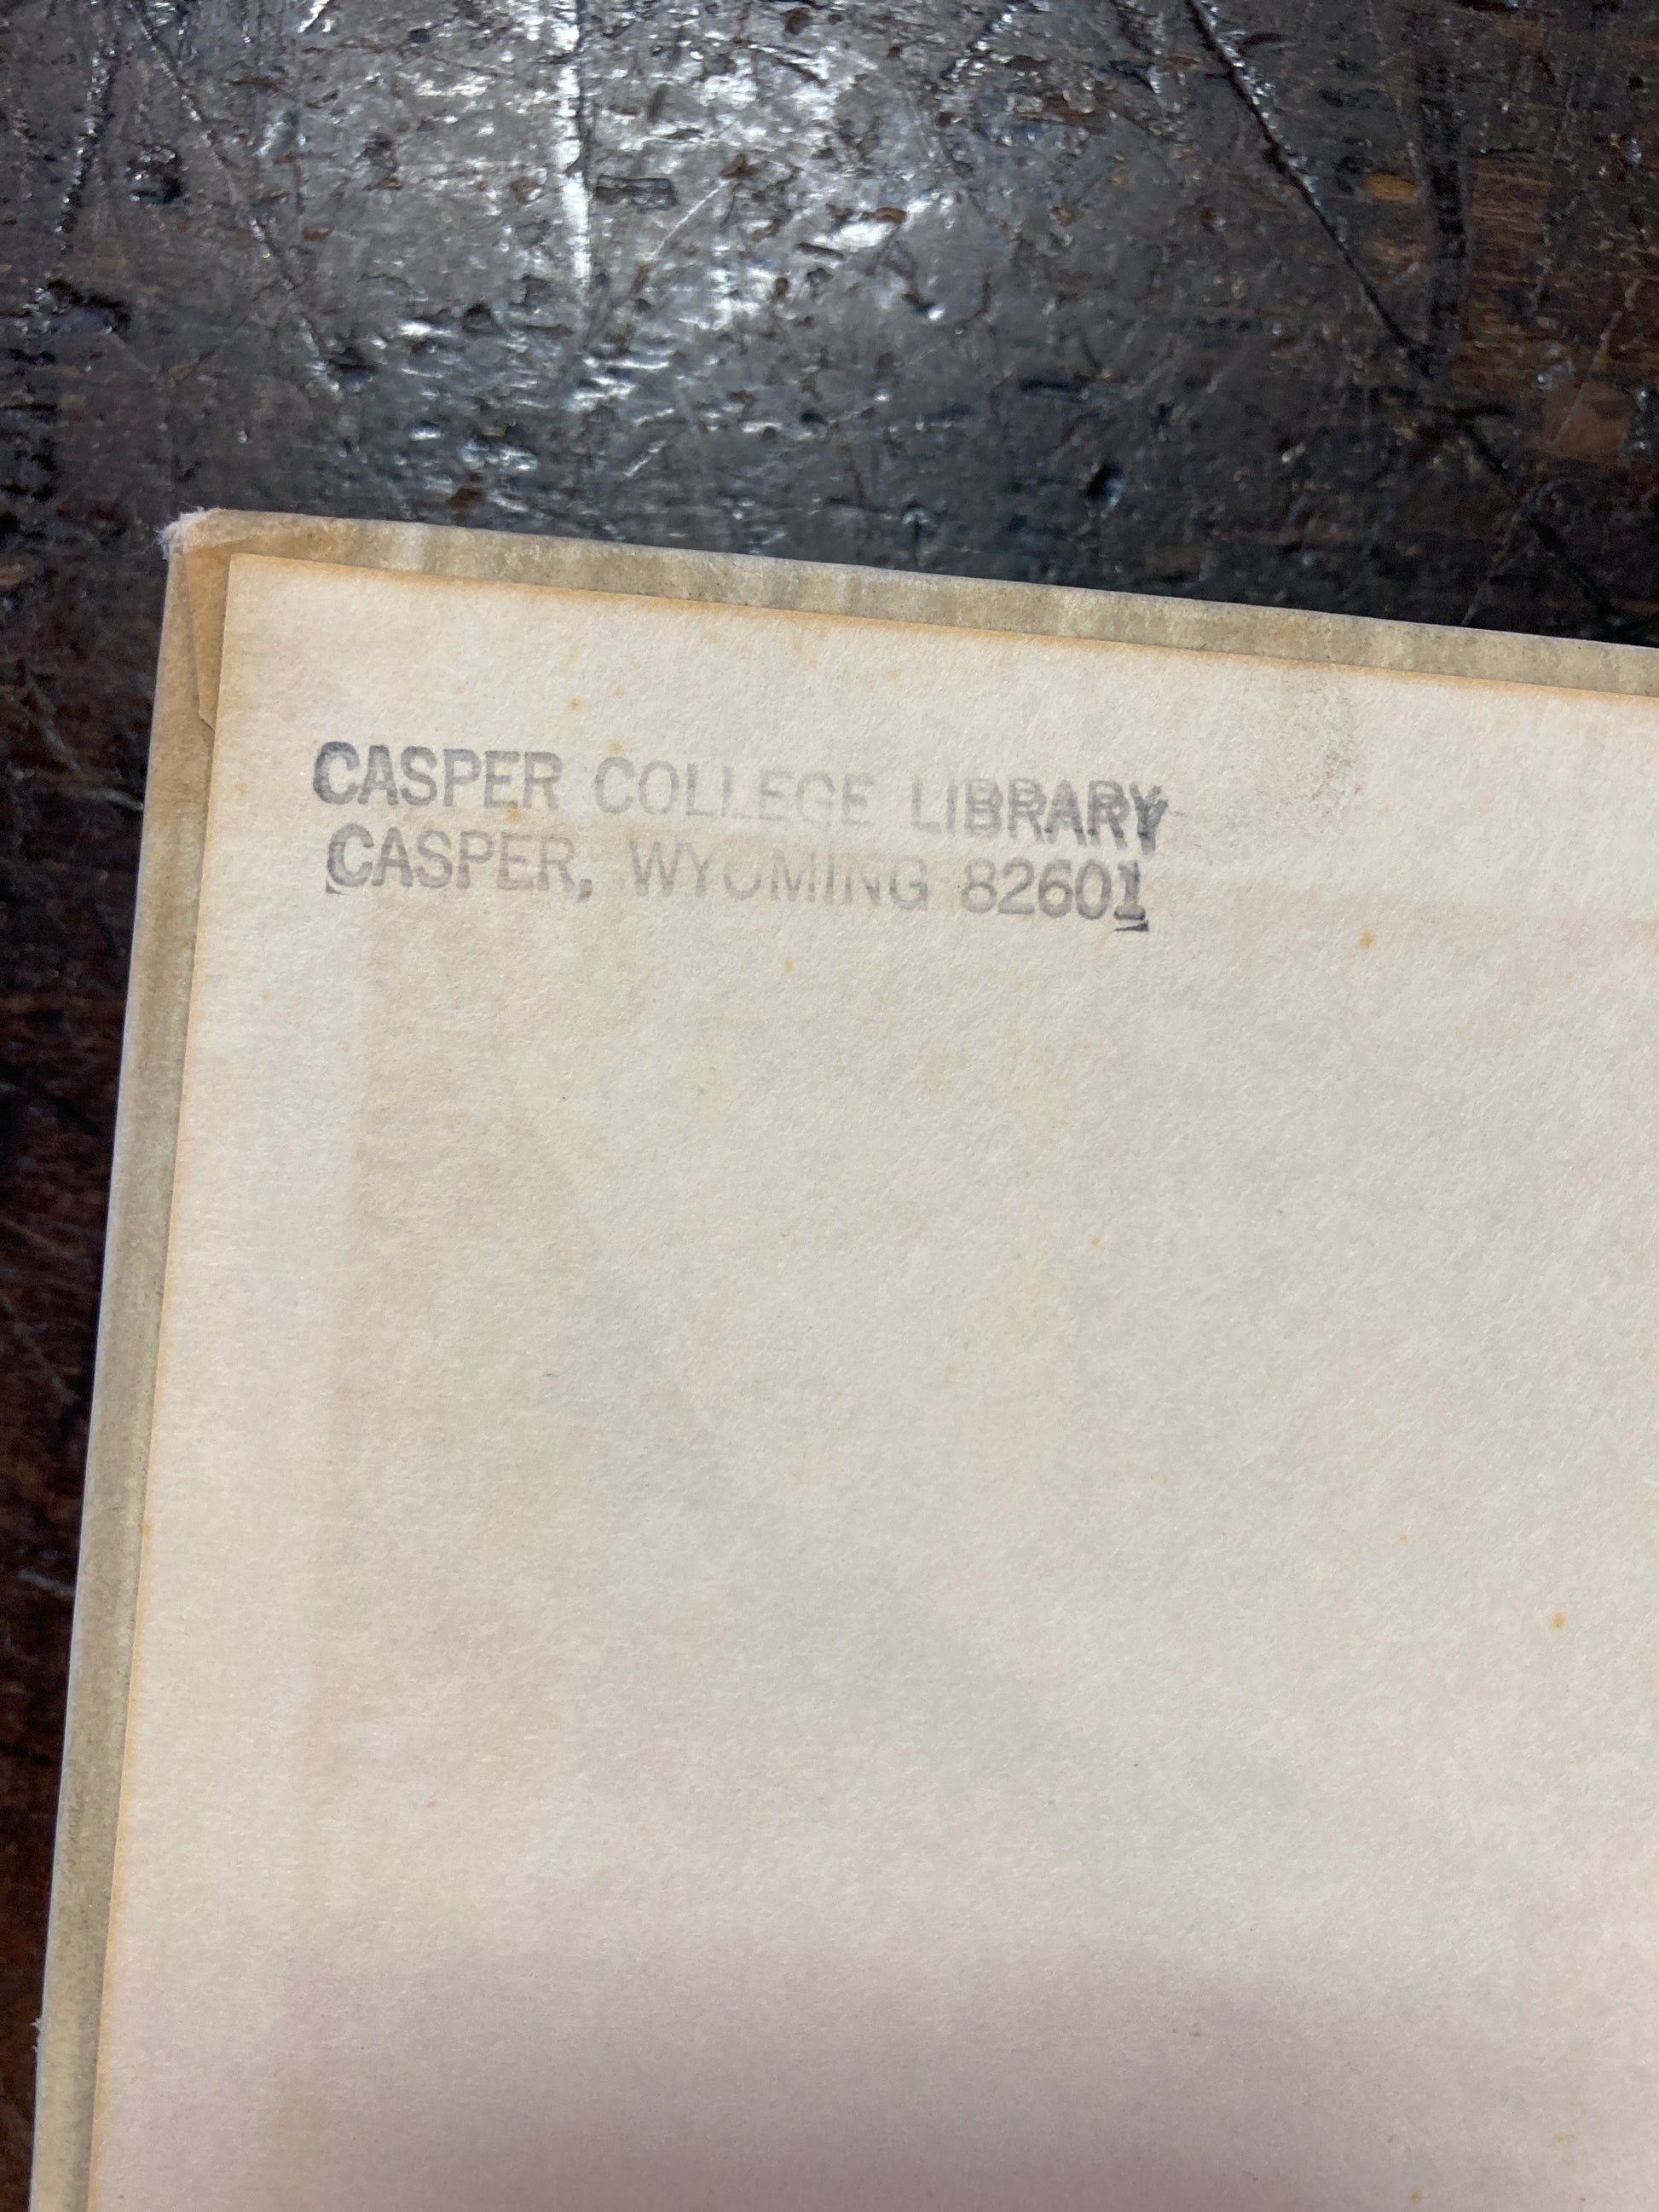 CASPER COLLEGE LIBRARY
CASPER, WYOMING 82601